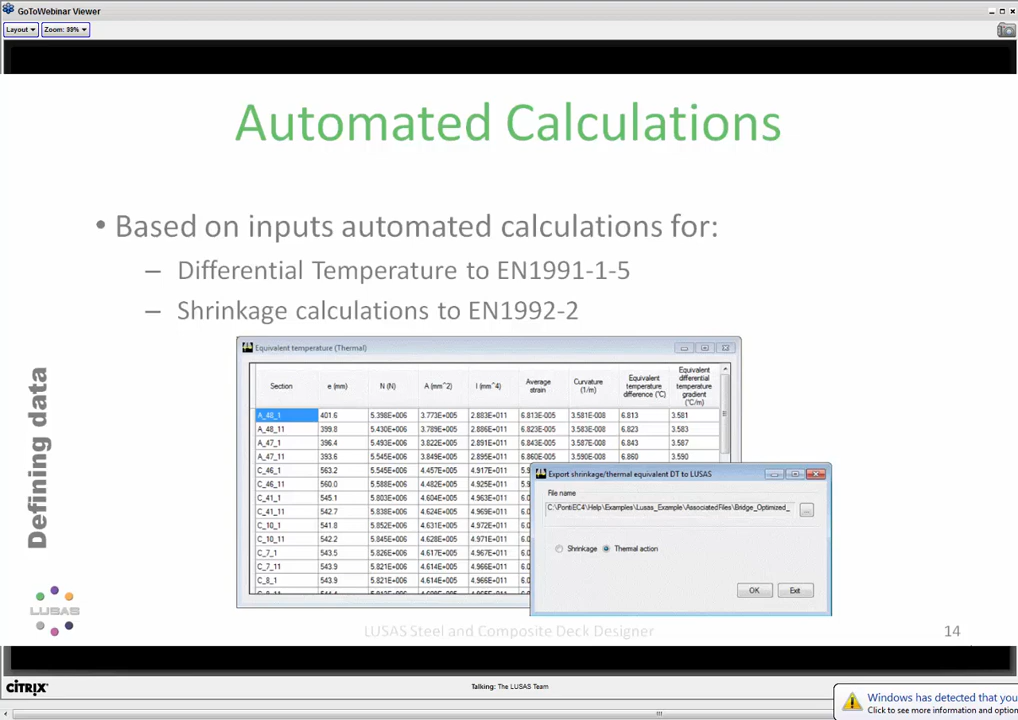 GoToWebinar Viewer
Layout Zoom: 39%
Automated Calculations
• Based on inputs automated calculations for:
– Differential Temperature to EN1991-1-5
– Shrinkage calculations to EN1992-2
Defining data
Equivalent temperature (Thermal)
Section e (mm) N (N) A (mm^2) I (mm^4) Average strain Curvature (1/m) Equivalent temperature difference (°C) Equivalent differential temperature gradient (°C/m)
A_48_1 401.6 5.398E+006 3.773E+005 2.883E+011 6.813E-005 3.581E-008 6.813 3.581
A_48_11 399.8 5.430E+006 3.789E+005 2.886E+011 6.823E-005 3.583E-008 6.823 3.583
A_47_1 396.4 5.493E+006 3.822E+005 2.891E+011 6.843E-005 3.587E-008 6.843 3.587
A_47_11 393.6 5.545E+006 3.849E+005 2.895E+011 6.860E-005 3.590E-008 6.860 3.590
C_46_1 563.2 5.544E+006 4.457E+005 4.917E+011
C_46_11 560.0 5.588E+006 4.482E+005 4.925E+011
C_41_1 545.1 5.803E+006 4.604E+005 4.963E+011
C_41_11 542.7 5.838E+006 4.624E+005 4.969E+011
C_10_1 541.8 5.852E+006 4.631E+005 4.972E+011
C_10_11 542.2 5.845E+006 4.628E+005 4.971E+011
C_7_1 543.5 5.826E+006 4.617E+005 4.967E+011
C_7_11 543.9 5.821E+006 4.614E+005 4.966E+011
C_8_1 543.9 5.821E+006 4.614E+005 4.966E+011
Export shrinkage/thermal equivalent DT to LUSAS
File name
C:\PontiEC4\Help\Examples\Lusas_Example\AssociatedFiles\Bridge_Optimized_
...
Shrinkage Thermal action
OK Exit
LUSAS
LUSAS Steel and Composite Deck Designer
14
CITRIX
Talking: The LUSAS Team
Windows has detected that you
Click to see more information and option